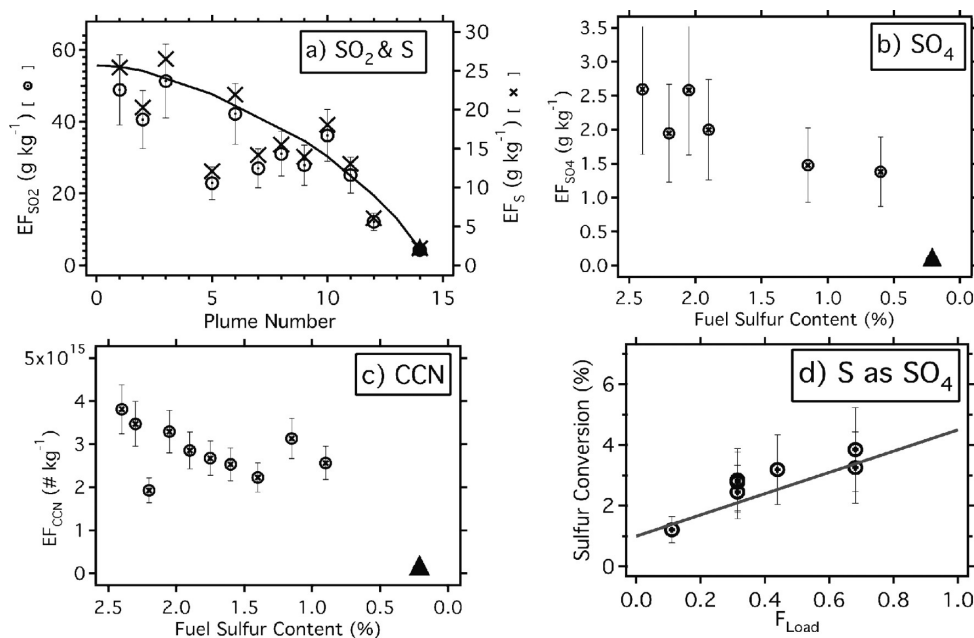 a) SO2 & S
60
40
20
0
EFSO2 (g kg-1) [ ⊙ ]
30
25
20
15
10
5
0
EFS (g kg-1) [ × ]
0 5 10 15
Plume Number
b) SO4
3.5
3.0
2.5
2.0
1.5
1.0
0.5
0.0
EFSO4 (g kg-1)
2.5 2.0 1.5 1.0 0.5 0.0
Fuel Sulfur Content (%)
c) CCN
5x10 15
4
3
2
1
0
EFCCN (# kg-1)
2.5 2.0 1.5 1.0 0.5 0.0
Fuel Sulfur Content (%)
d) S as SO4
6
4
2
0
Sulfur Conversion (%)
0.0 0.2 0.4 0.6 0.8 1.0
FLoad